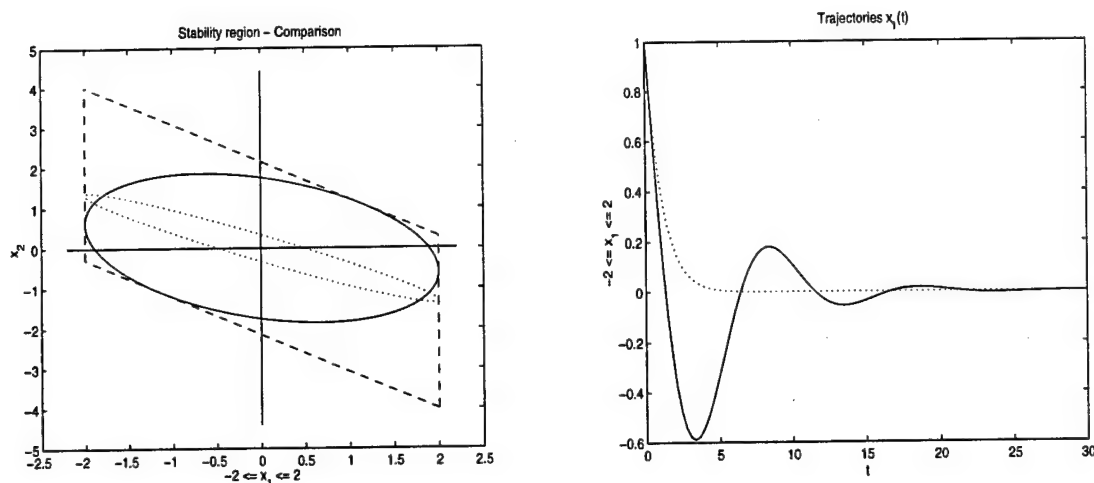 Stability region – Comparison
5
4
3
2
1
0
−1
−2
−3
−4
−5
x2
−2.5 −2 −1.5 −1 −0.5 0 0.5 1 1.5 2 2.5
−2 <= x1 <= 2
Trajectories x1(t)
1
0.8
0.6
0.4
0.2
0
−0.2
−0.4
−0.6
−2 <= x1 <= 2
0 5 10 15 20 25 30
t